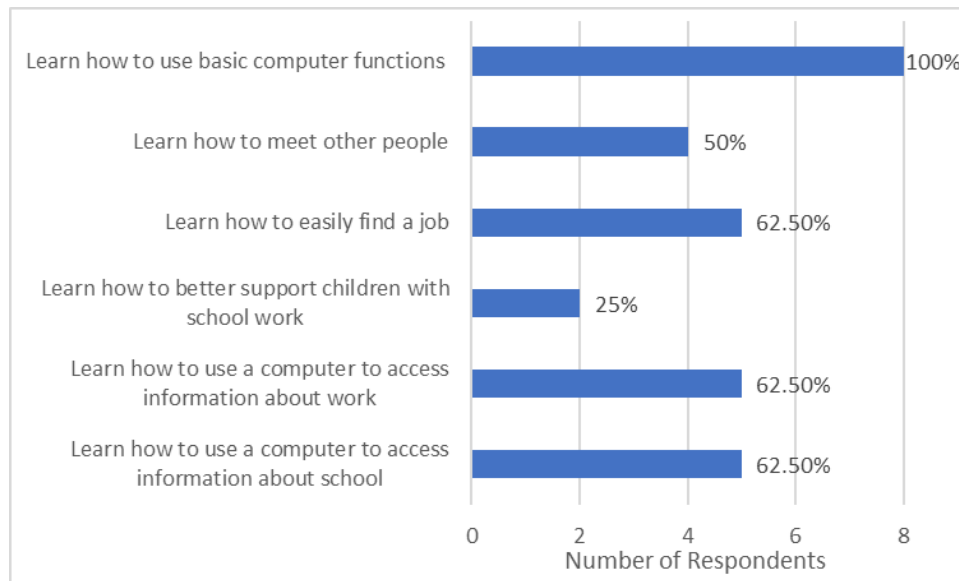 Learn how to use basic computer functions
100%
Learn how to meet other people
50%
Learn how to easily find a job
62.50%
Learn how to better support children with
school work
25%
Learn how to use a computer to access
information about work
62.50%
Learn how to use a computer to access
information about school
62.50%
0 2 4 6 8
Number of Respondents